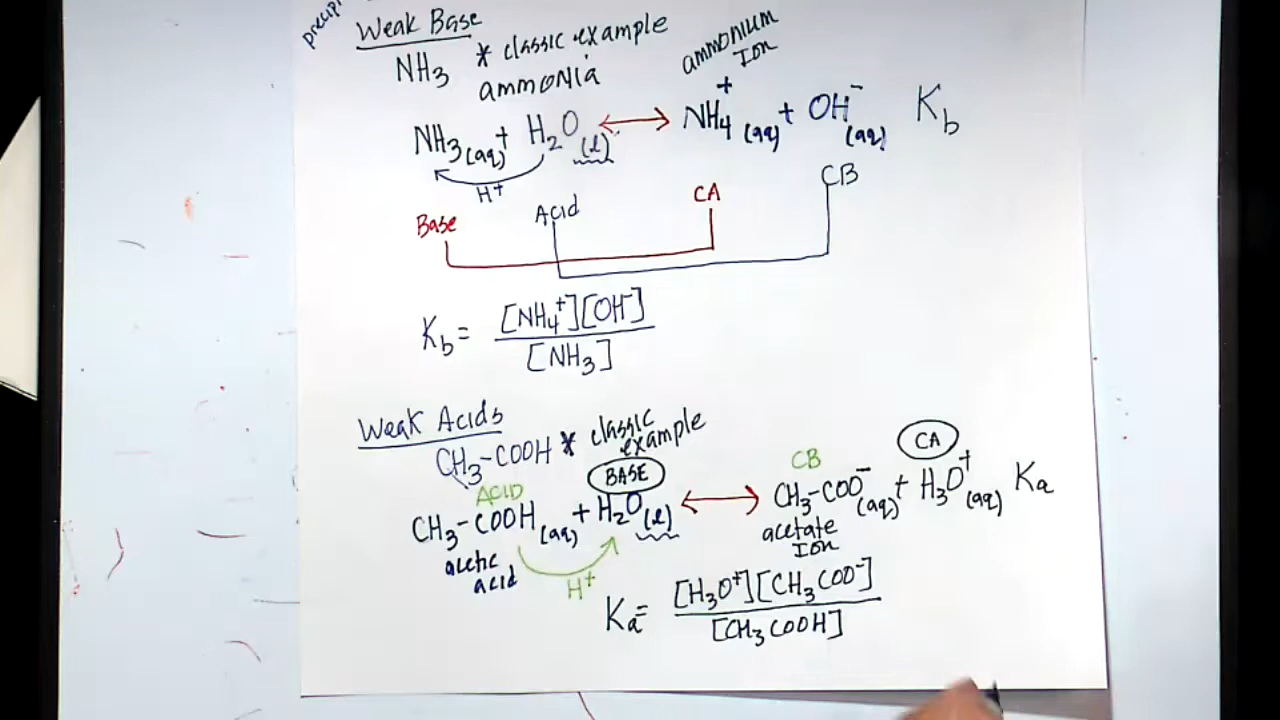 precipi
Weak Base
NH₃ * classic example
ammonia
ammonium
Ion
NH₃(aq) + H₂O(l) ⟷ NH₄⁺(aq) + OH⁻(aq) Kb
H⁺
Base Acid CA CB
Kb = [NH₄⁺][OH⁻]
[NH₃]
Weak Acids
CH₃-COOH * classic
example
ACID BASE CB CA
CH₃-COOH(aq) + H₂O(l) ⟷ CH₃-COO⁻(aq) + H₃O⁺(aq) Ka
acetic
acid
H⁺
acetate
Ion
Ka = [H₃O⁺][CH₃COO⁻]
[CH₃COOH]